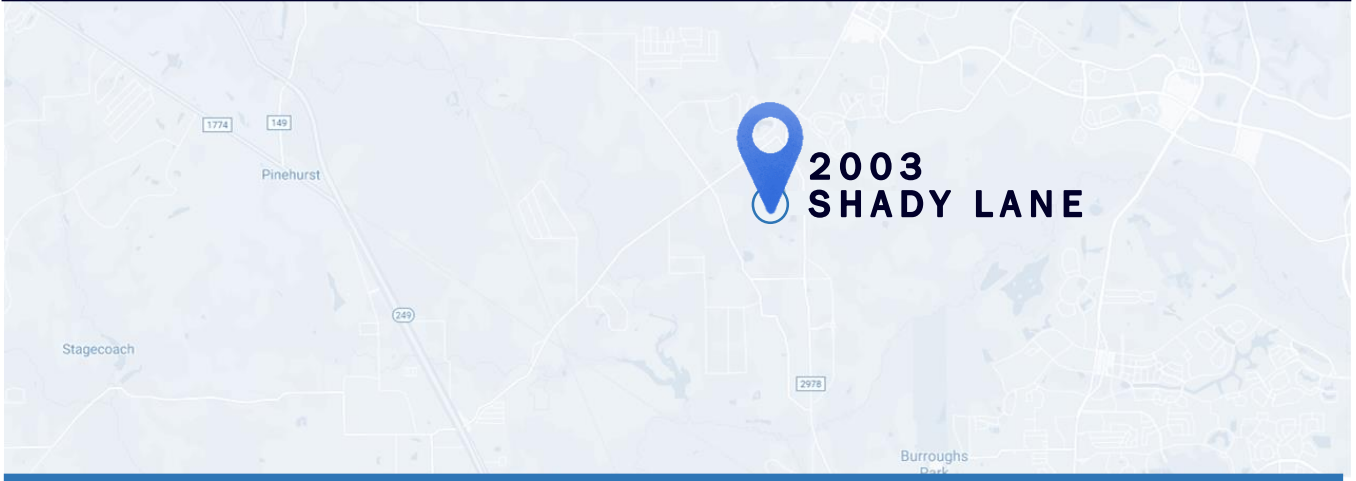 1774
149
Pinehurst
2003
SHADY LANE
249
Stagecoach
2978
Burroughs
Park